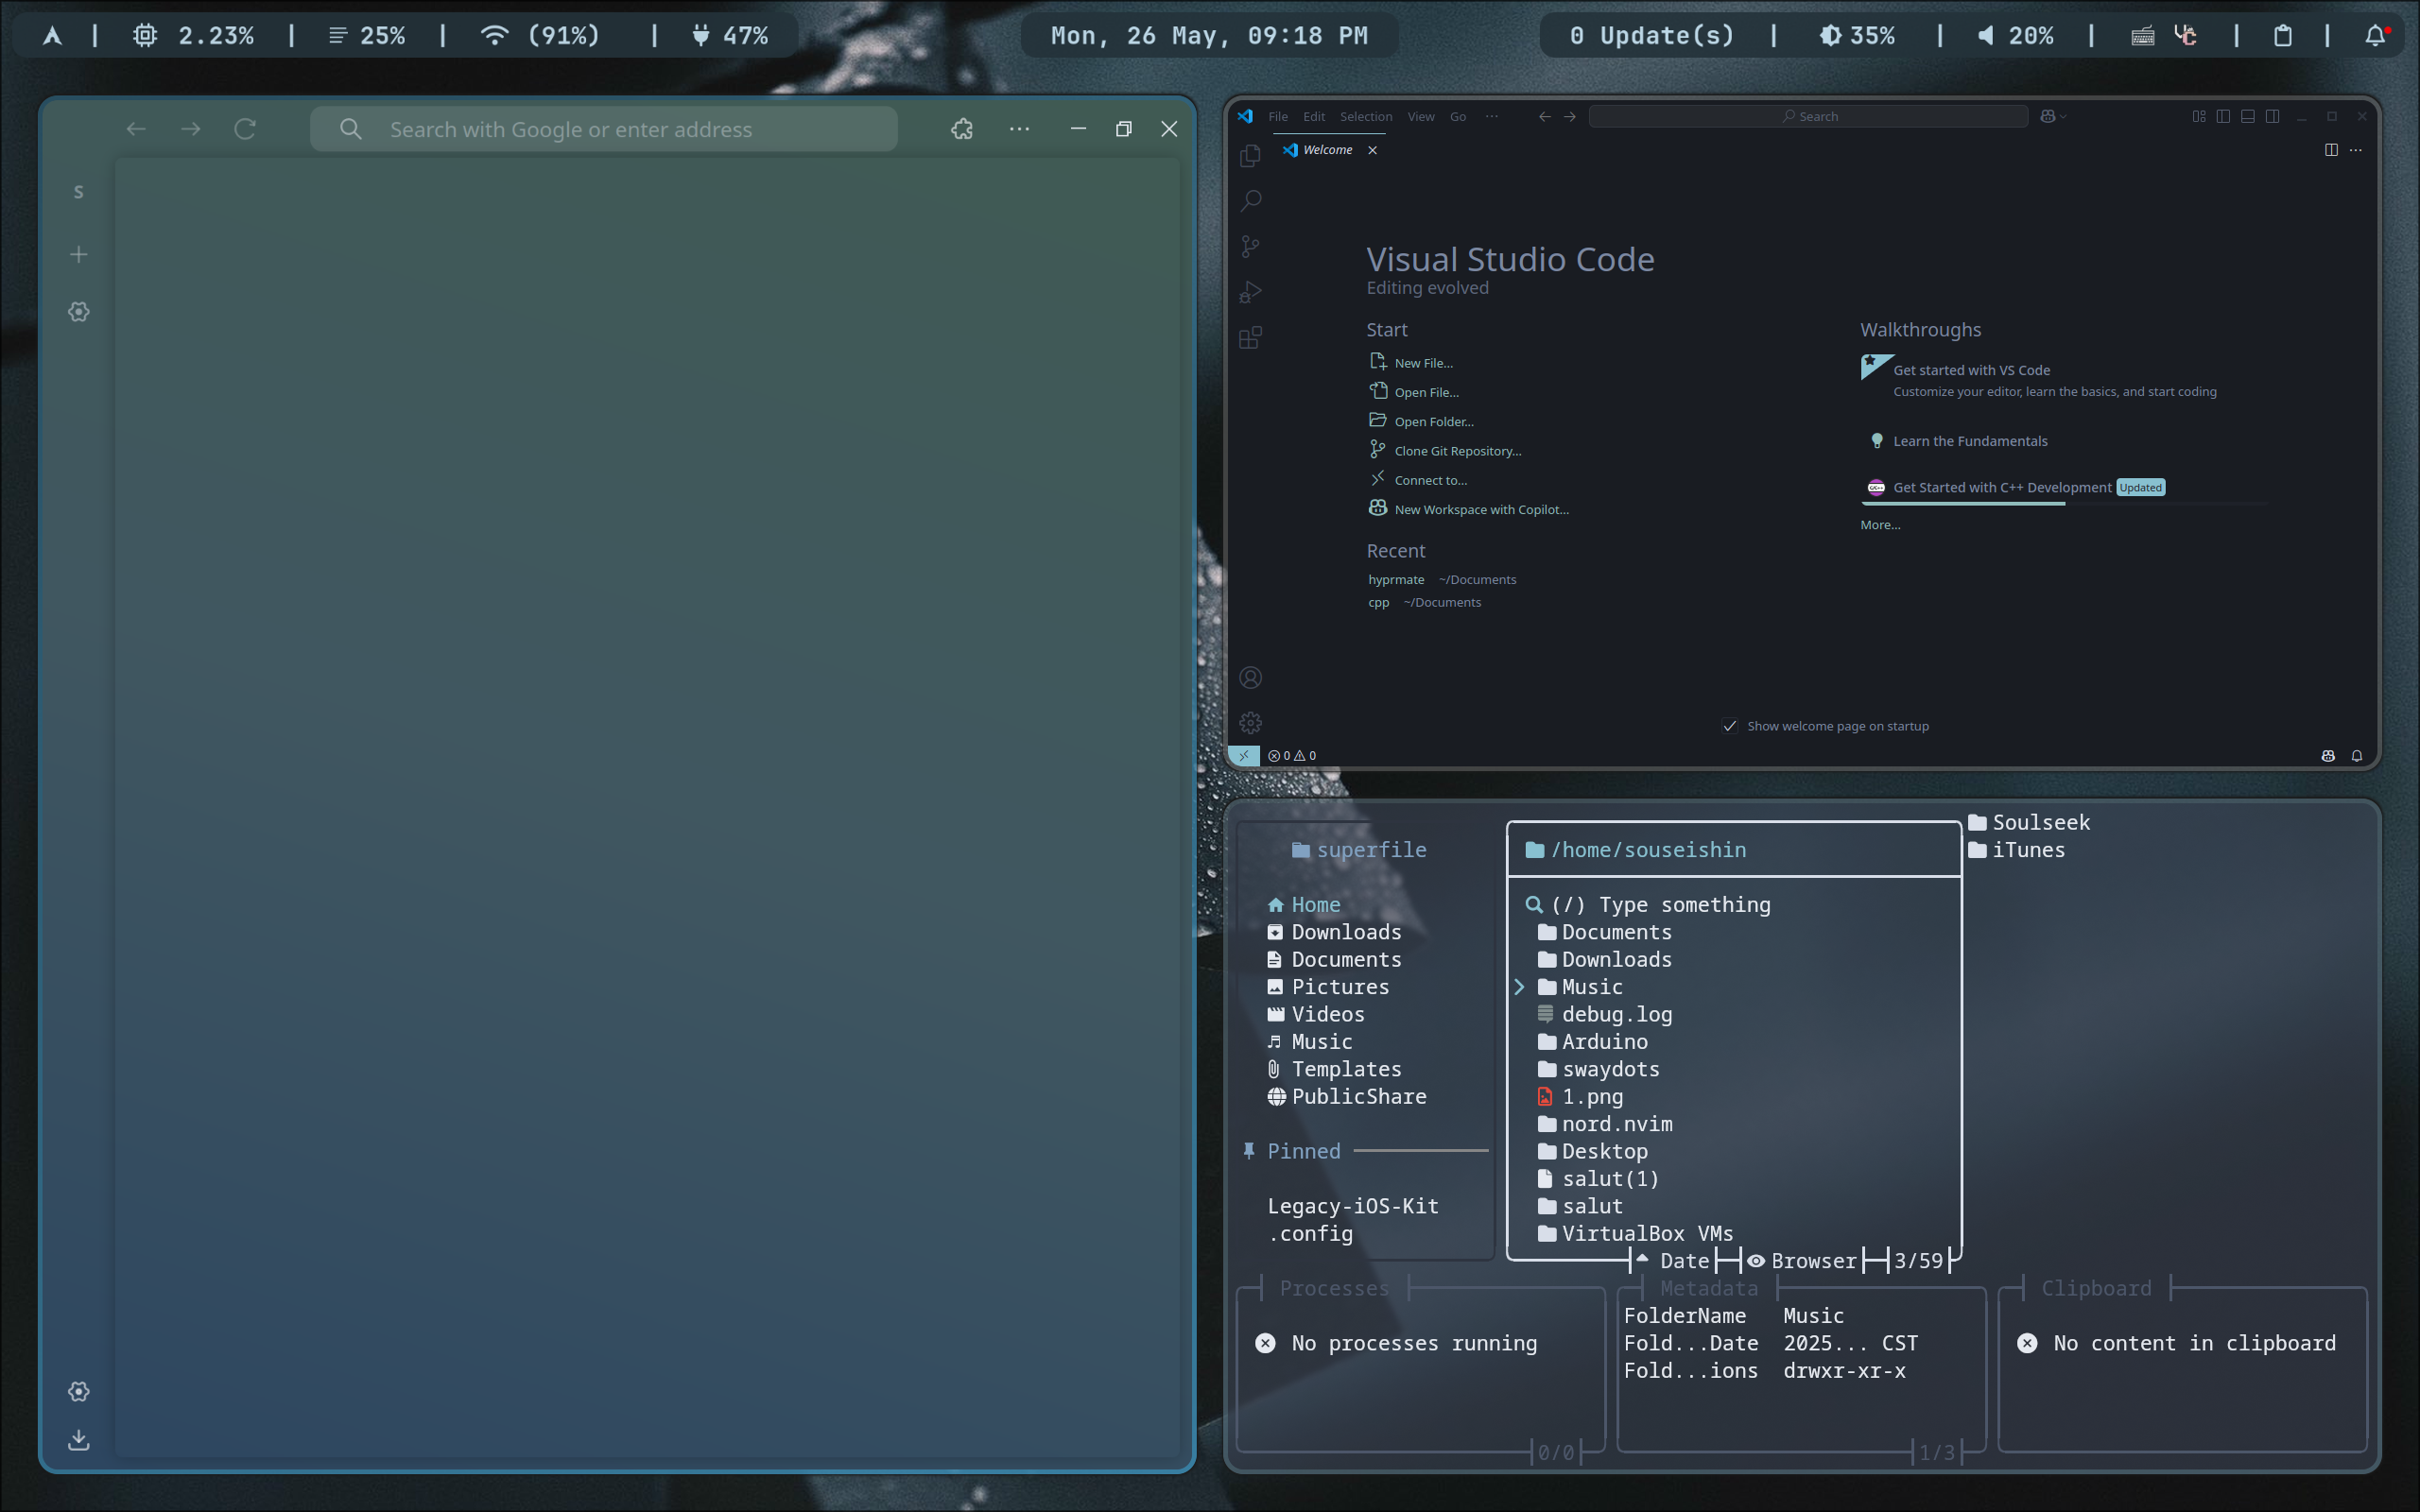 2.23% | 25% | (91%) | 47%
Mon, 26 May, 09:18 PM
0 Update(s) | 35% | 20% | | |
Search with Google or enter address
S
File Edit Selection View Go ··· Search
Welcome
Visual Studio Code
Editing evolved
Start
New File...
Open File...
Open Folder...
Clone Git Repository...
Connect to...
New Workspace with Copilot...
Recent
hyprmate ~/Documents
cpp ~/Documents
Walkthroughs
Get started with VS Code
Customize your editor, learn the basics, and start coding
Learn the Fundamentals
Get Started with C++ Development Updated
More...
Show welcome page on startup
0 0
superfile
Home
Downloads
Documents
Pictures
Videos
Music
Templates
PublicShare
Pinned
Legacy-iOS-Kit
.config
/home/souseishin
(/) Type something
Documents
Downloads
Music
debug.log
Arduino
swaydots
1.png
nord.nvim
Desktop
salut(1)
salut
VirtualBox VMs
Date Browser 3/59
Soulseek
iTunes
Processes
No processes running
0/0
Metadata
FolderName Music
Fold...Date 2025... CST
Fold...ions drwxr-xr-x
1/3
Clipboard
No content in clipboard